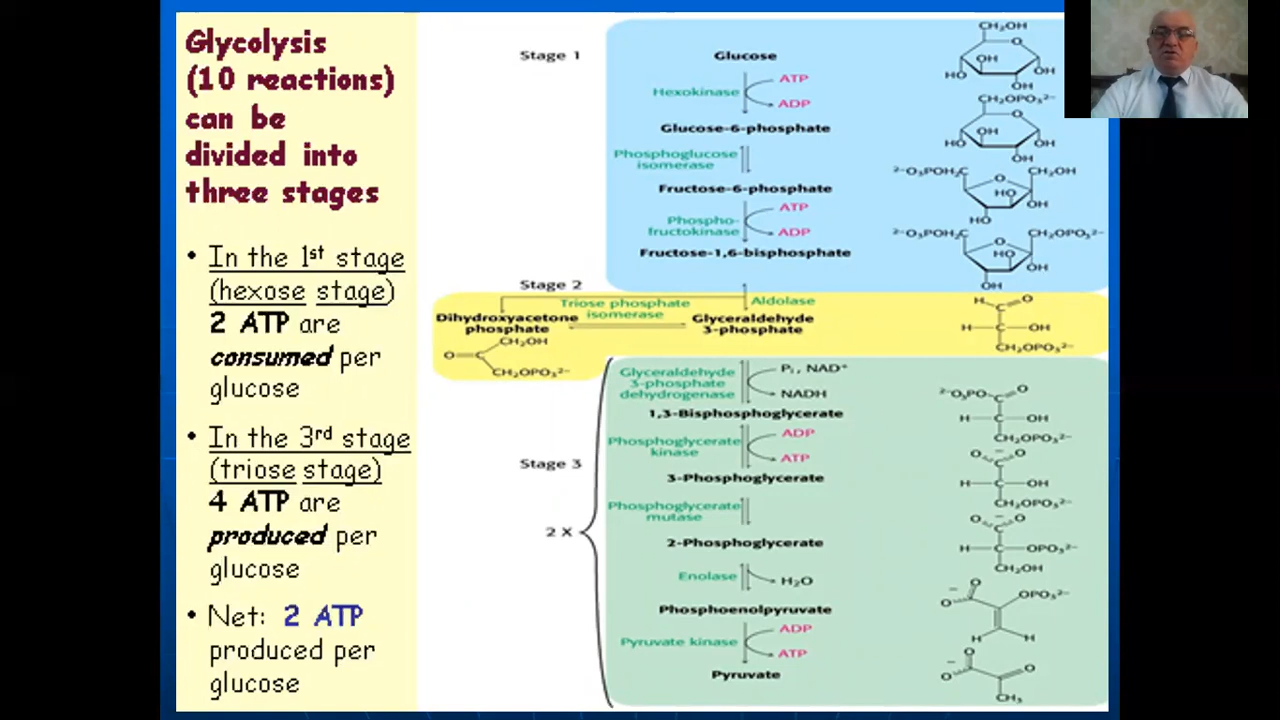 Glycolysis
(10 reactions)
can be
divided into
three stages
• In the 1st stage
(hexose stage)
2 ATP are
consumed per
glucose
• In the 3rd stage
(triose stage)
4 ATP are
produced per
glucose
• Net: 2 ATP
produced per
glucose
Stage 1
Glucose
Hexokinase
ATP
ADP
Glucose-6-phosphate
Phosphoglucose
isomerase
Fructose-6-phosphate
Phospho-
fructokinase
ATP
ADP
Fructose-1,6-bisphosphate
Stage 2
Triose phosphate
isomerase
Aldolase
Dihydroxyacetone
phosphate
Glyceraldehyde
3-phosphate
CH₂OH
O
CH₂OPO₃²⁻
Stage 3
2 X
Glyceraldehyde
3-phosphate
dehydrogenase
Pi, NAD⁺
NADH
1,3-Bisphosphoglycerate
Phosphoglycerate
kinase
ADP
ATP
3-Phosphoglycerate
Phosphoglycerate
mutase
2-Phosphoglycerate
Enolase
H₂O
Phosphoenolpyruvate
Pyruvate kinase
ADP
ATP
Pyruvate
CH₂OH
O
OH
HO
OH
OH
CH₂OPO₃²⁻
O
OH
HO
OH
OH
²⁻O₃POH₂C
O
CH₂OH
HO
OH
HO
²⁻O₃POH₂C
O
CH₂OPO₃²⁻
HO
OH
OH
H
O
H C OH
CH₂OPO₃²⁻
²⁻O₃PO
C
O
H C OH
CH₂OPO₃²⁻
O
C
O
H C OH
CH₂OPO₃²⁻
O
C
O
H C OPO₃²⁻
CH₂OH
O
O
OPO₃²⁻
H
H
O
O
O
CH₃